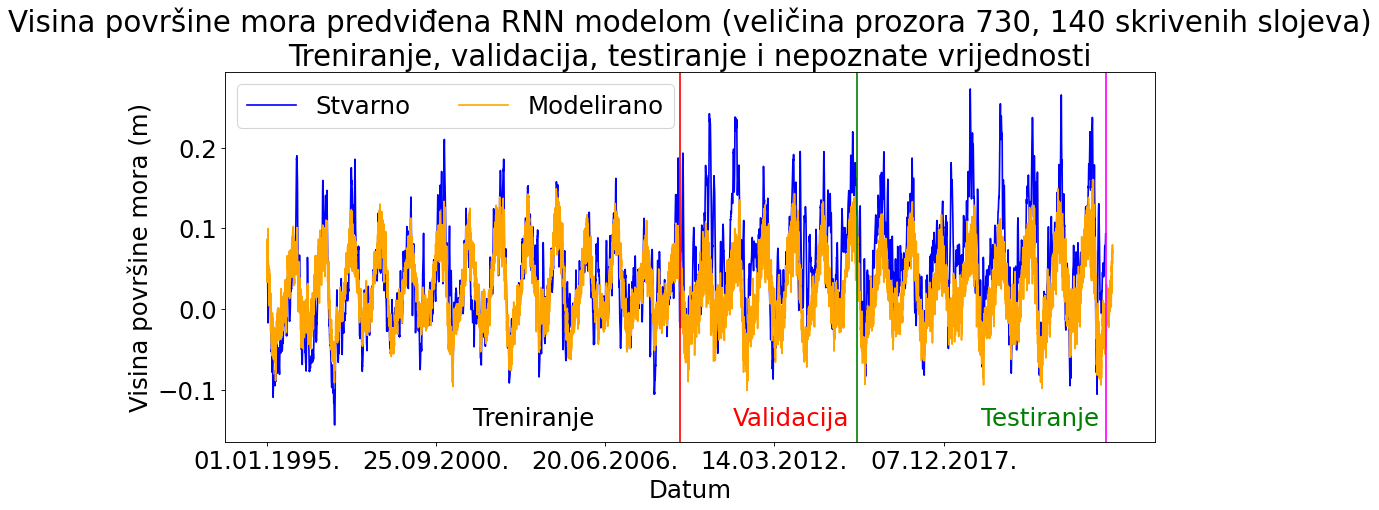 Visina površine mora predviđena RNN modelom (veličina prozora 730, 140 skrivenih slojeva)
Treniranje, validacija, testiranje i nepoznate vrijednosti
Stvarno Modelirano
Visina površine mora (m)
0.2
0.1
0.0
−0.1
Treniranje Validacija Testiranje
01.01.1995. 25.09.2000. 20.06.2006. 14.03.2012. 07.12.2017.
Datum